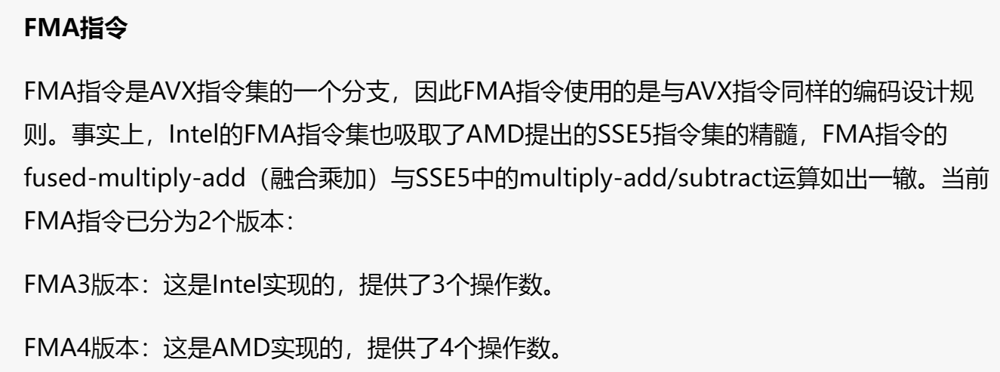 FMA指令
FMA指令是AVX指令集的一个分支，因此FMA指令使用的是与AVX指令同样的编码设计规
则。事实上，Intel的FMA指令集也吸取了AMD提出的SSE5指令集的精髓，FMA指令的
fused-multiply-add（融合乘加）与SSE5中的multiply-add/subtract运算如出一辙。当前
FMA指令已分为2个版本：
FMA3版本：这是Intel实现的，提供了3个操作数。
FMA4版本：这是AMD实现的，提供了4个操作数。